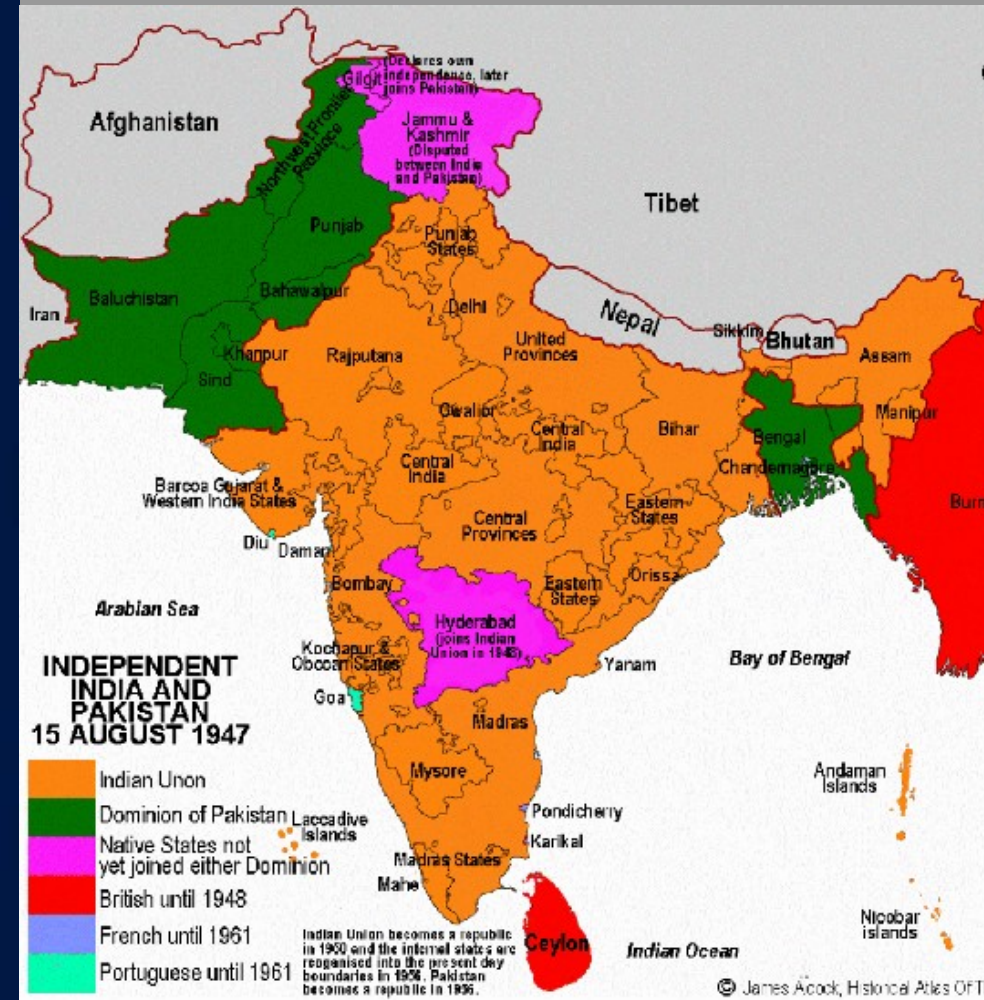 (Declares own
independence, later
joins Pakistan)
Gilgit
Afghanistan
Northwest Frontier
Province
Jammu &
Kashmir
(Disputed
between India
and Pakistan)
Tibet
Punjab
Punjab
States
Baluchistan
Bahawalpur
Iran
Delhi
Nepal
Sikkim
Bhutan
Khanpur
Rajputana
United
Provinces
Assam
Sind
Gwalior
Central
India
Bihar
Manipur
Bengal
Central
India
Chandernagore
Barcoa Gujarat &
Western India States
Eastern
States
Burm
Central
Provinces
Diu
Daman
Bombay
Eastern
States
Orissa
Arabian Sea
Hyderabad
(joins Indian
Union in 1948)
Yanam
Bay of Bengal
INDEPENDENT
INDIA AND
PAKISTAN
15 AUGUST 1947
&
States
Goa
Madras
Mysore
Andaman
Islands
Indian Unon
Dominion of Pakistan
Native States not
yet joined either Dominion
British until 1948
French until 1961
Portuguese until 1961
Laccadive
Islands
Pondicherry
Karikal
Madras States
Mahe
Nicobar
islands
Ceylon
Indian Ocean
Indian Union becomes a republic
in 1950 and the internal states are
reoganised into the present day
boundaries in 1956. Pakistan
becomes a republic in 1956.
© James Acock, Historical Atlas Of T